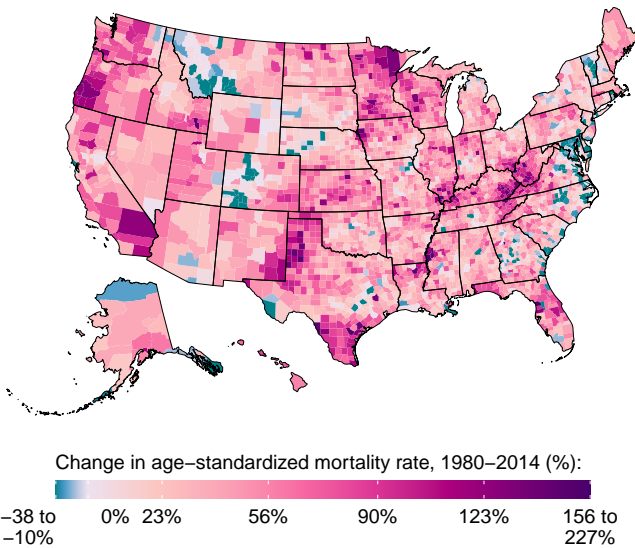 Change in age−standardized mortality rate, 1980−2014 (%):
−38 to 0% 23% 56% 90% 123% 156 to
−10% 227%